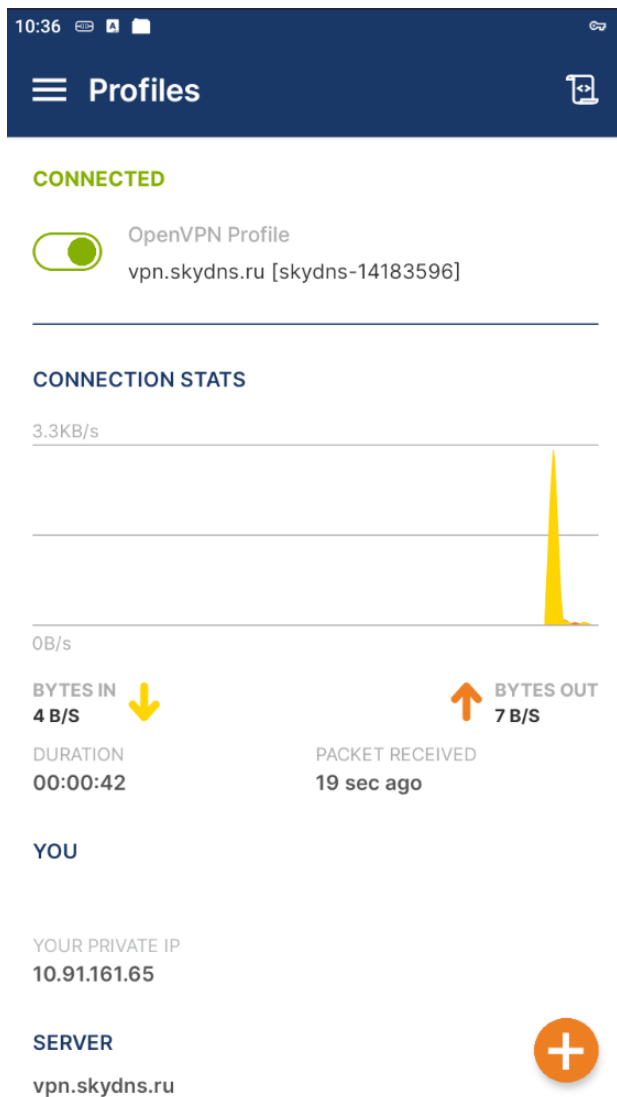 10:36
Profiles
CONNECTED
OpenVPN Profile
vpn.skydns.ru [skydns-14183596]
CONNECTION STATS
3.3KB/s
0B/s
BYTES IN
4 B/S
BYTES OUT
7 B/S
DURATION
00:00:42
PACKET RECEIVED
19 sec ago
YOU
YOUR PRIVATE IP
10.91.161.65
SERVER
vpn.skydns.ru